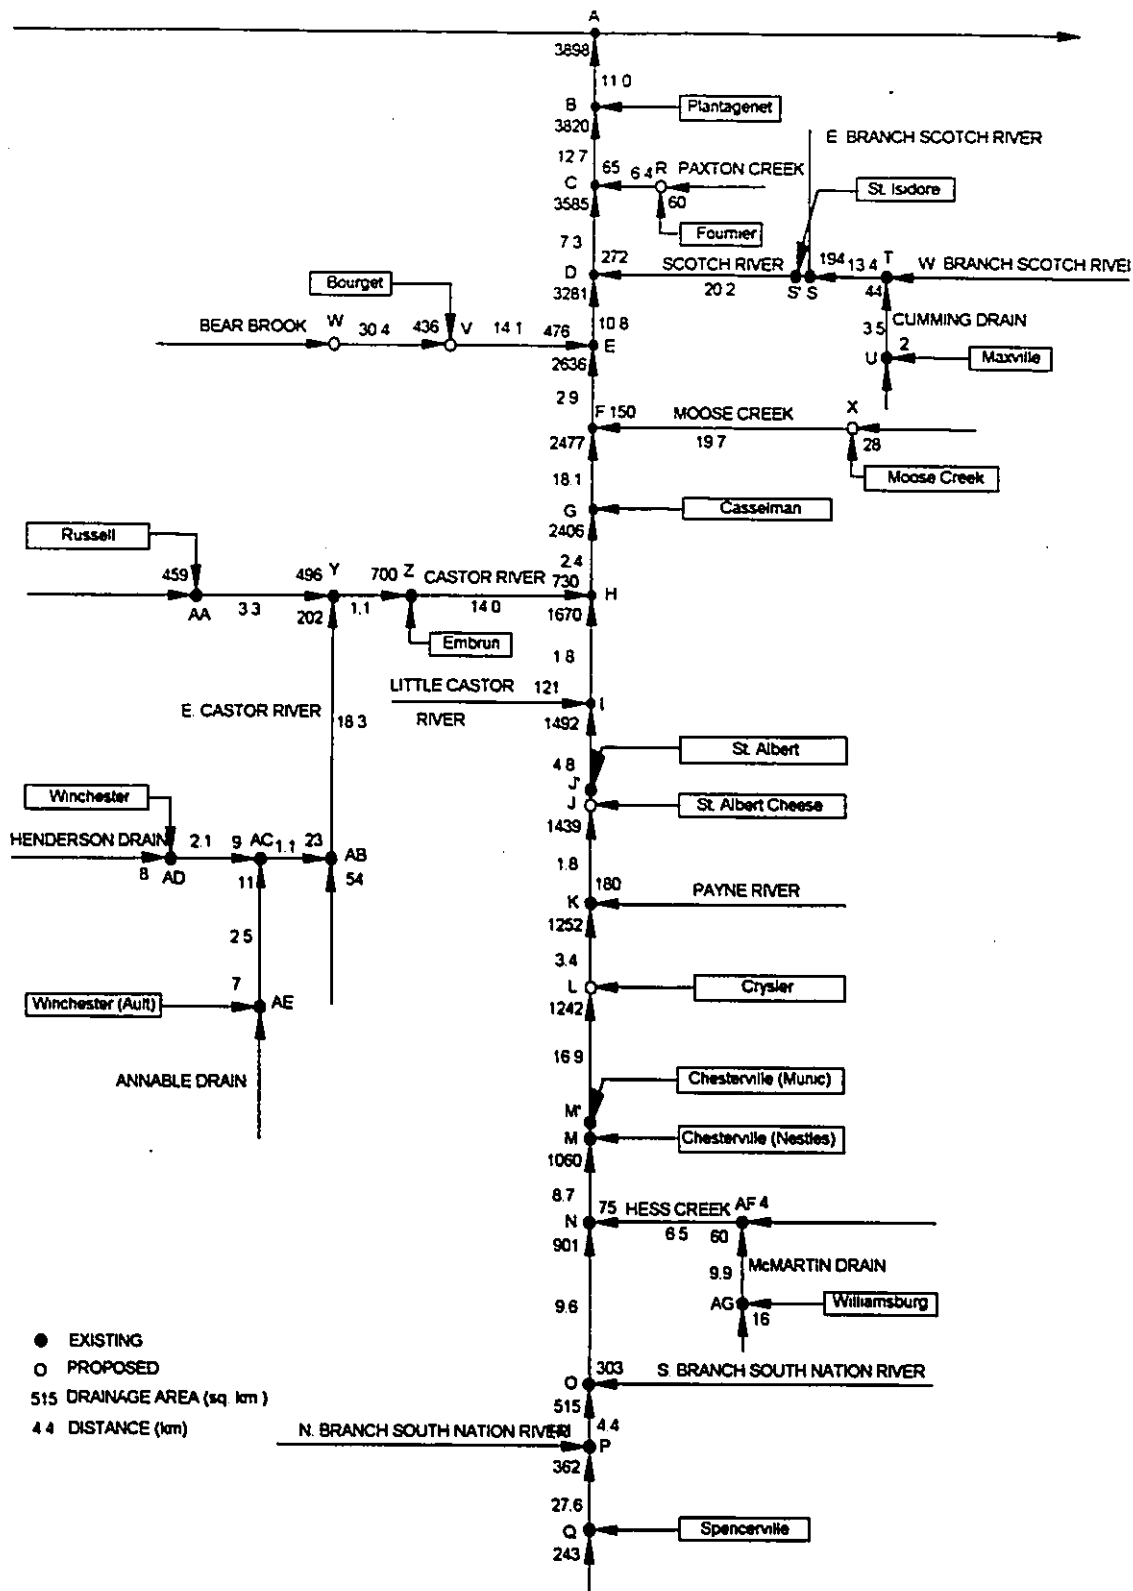 A
3898
11 0
B
Plantagenet
3820
E BRANCH SCOTCH RIVER
12 7
65
6 4
R
PAXTON CREEK
C
St. Isidore
3585
60
Fournier
7 3
272
SCOTCH RIVER
194
13 4
T
W BRANCH SCOTCH RIVER
D
20 2
S'
S
44
3281
Bourget
3 5
CUMMING DRAIN
BEAR BROOK
W
30 4
436
V
14 1
476
10 8
E
2
U
Maxville
2636
2 9
F 150
MOOSE CREEK
X
2477
19 7
28
18.1
Moose Creek
G
Casselman
Russell
2406
2.4
459
496
Y
700
Z
CASTOR RIVER
730
H
AA
3 3
202
1.1
14 0
1670
Embrun
1 8
LITTLE CASTOR
121
RIVER
I
E. CASTOR RIVER
18 3
1492
St. Albert
4 8
J'
Winchester
J
St. Albert Cheese
1439
HENDERSON DRAIN
2.1
9
AC
1.1
23
AB
1.8
8
AD
11
54
180
PAYNE RIVER
K
1252
2 5
3.4
7
L
Crysler
Winchester (Ault)
AE
1242
16 9
ANNABLE DRAIN
Chesterville (Munic)
M'
M
Chesterville (Nestles)
1060
8.7
75
HESS CREEK
AF 4
N
6 5
60
901
9.9
McMARTIN DRAIN
9.6
AG
Williamsburg
16
● EXISTING
O PROPOSED
303
S. BRANCH SOUTH NATION RIVER
O
515 DRAINAGE AREA (sq. km )
515
4 4 DISTANCE (km)
N. BRANCH SOUTH NATION RIVER
4.4
P
362
27.6
Q
Spencerville
243